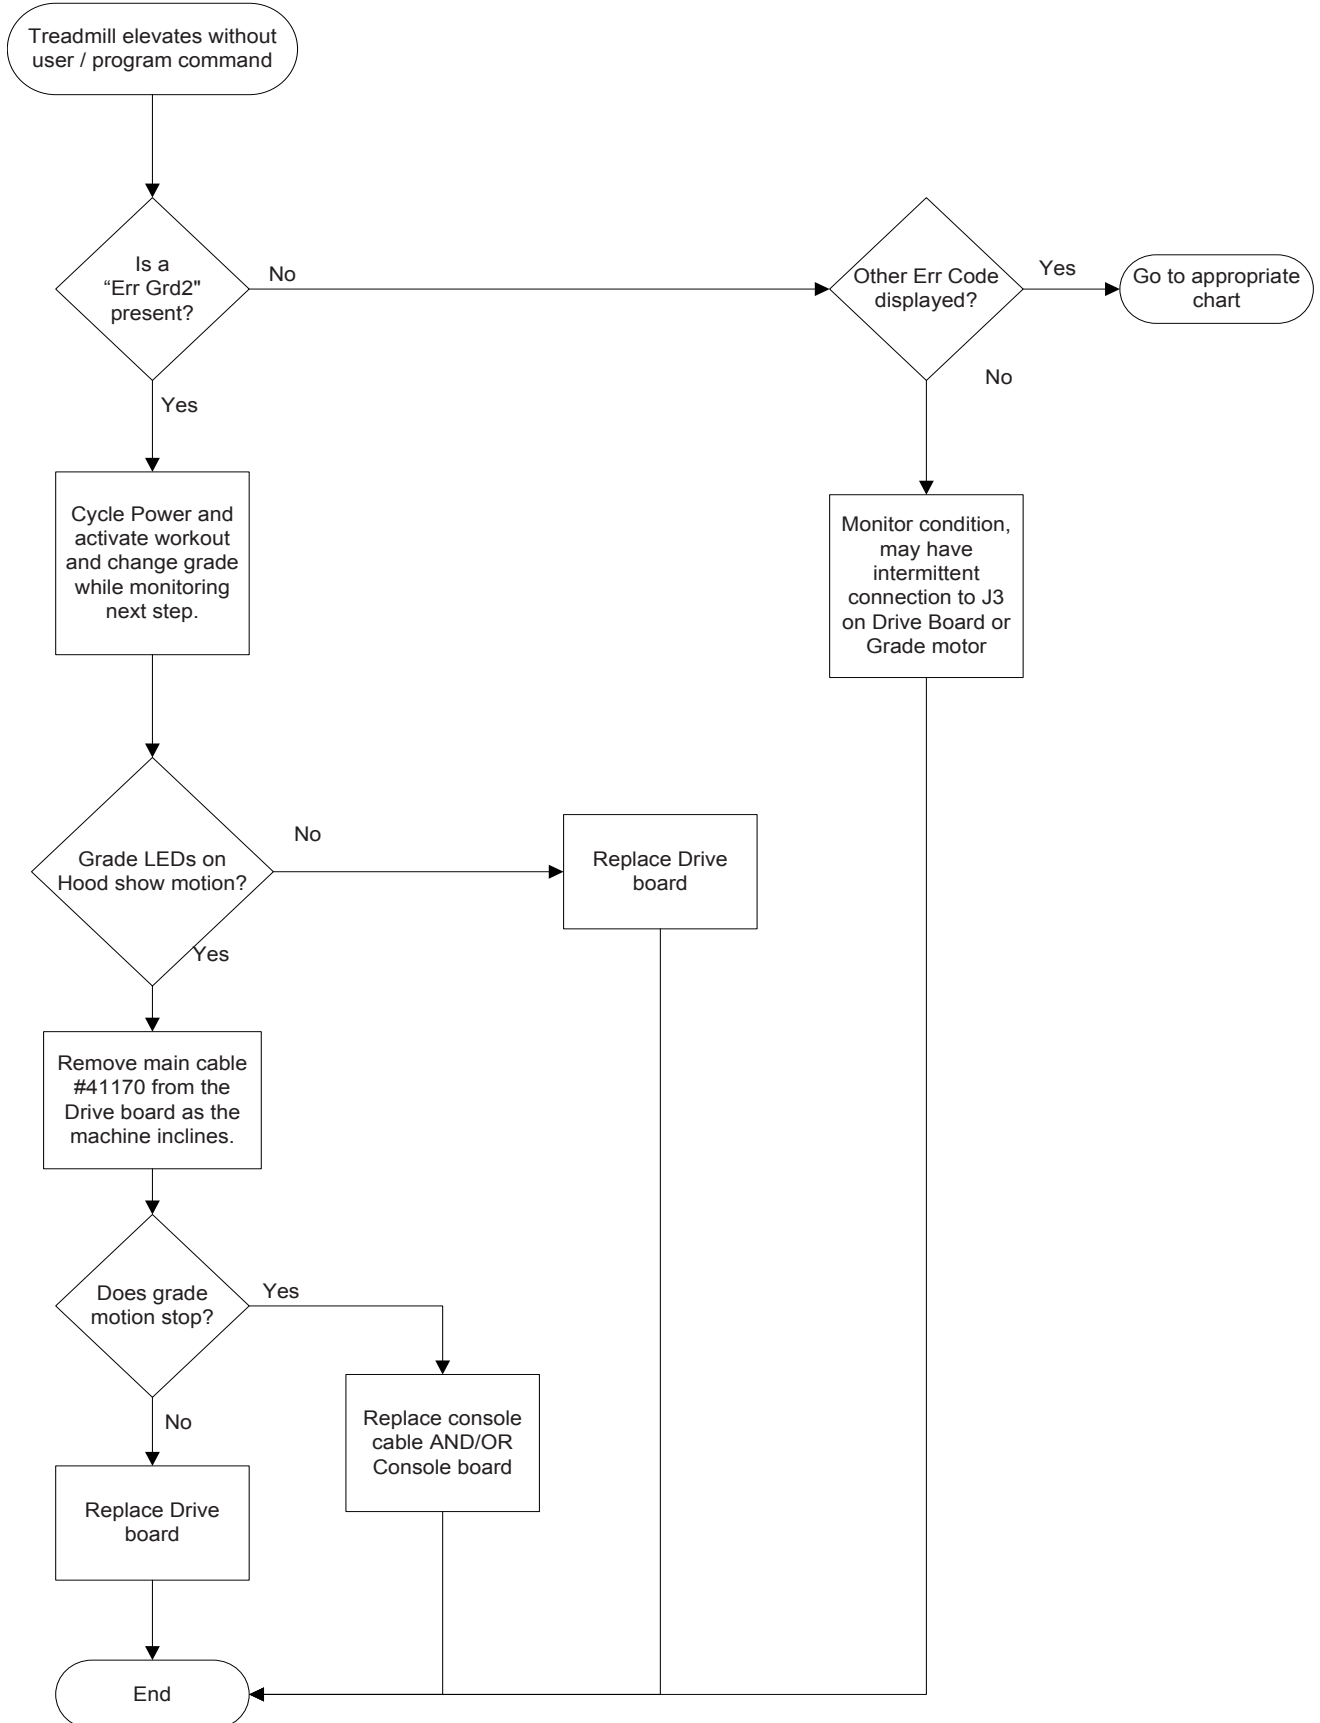 Treadmill elevates without
user / program command
Is a
“Err Grd2"
present?
No
Other Err Code
displayed?
Yes
Go to appropriate
chart
No
Yes
Cycle Power and
activate workout
and change grade
while monitoring
next step.
Monitor condition,
may have
intermittent
connection to J3
on Drive Board or
Grade motor
Grade LEDs on
Hood show motion?
No
Replace Drive
board
Yes
Remove main cable
#41170 from the
Drive board as the
machine inclines.
Does grade
motion stop?
Yes
Replace console
cable AND/OR
Console board
No
Replace Drive
board
End